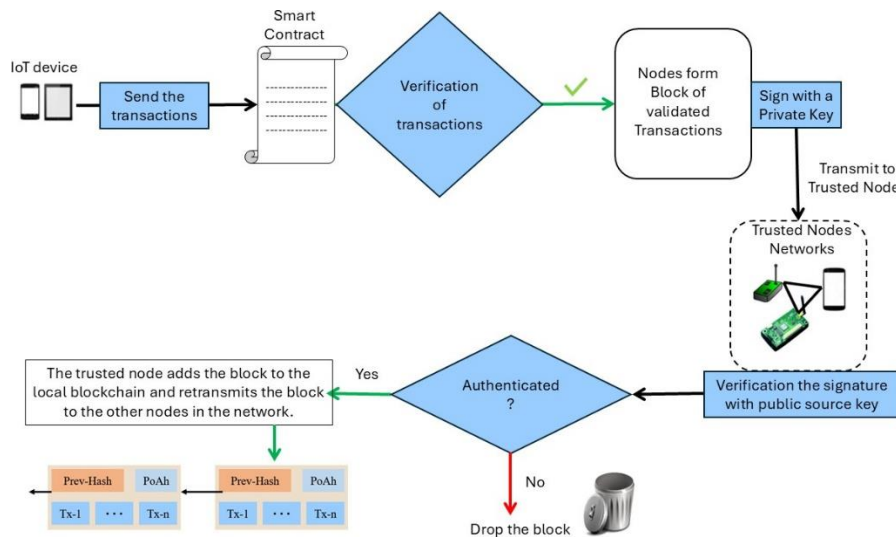 IoT device
Send the
transactions
Smart
Contract
Verification
of
transactions
Nodes form
Block of
validated
Transactions
Sign with a
Private Key
Transmit to
Trusted Node
Trusted Nodes
Networks
Verification the signature
with public source key
Authenticated
?
Yes
The trusted node adds the block to the
local blockchain and retransmits the block
to the other nodes in the network.
No
Drop the block
Prev-Hash PoAh
Tx-1 ··· Tx-n
Prev-Hash PoAh
Tx-1 ··· Tx-n